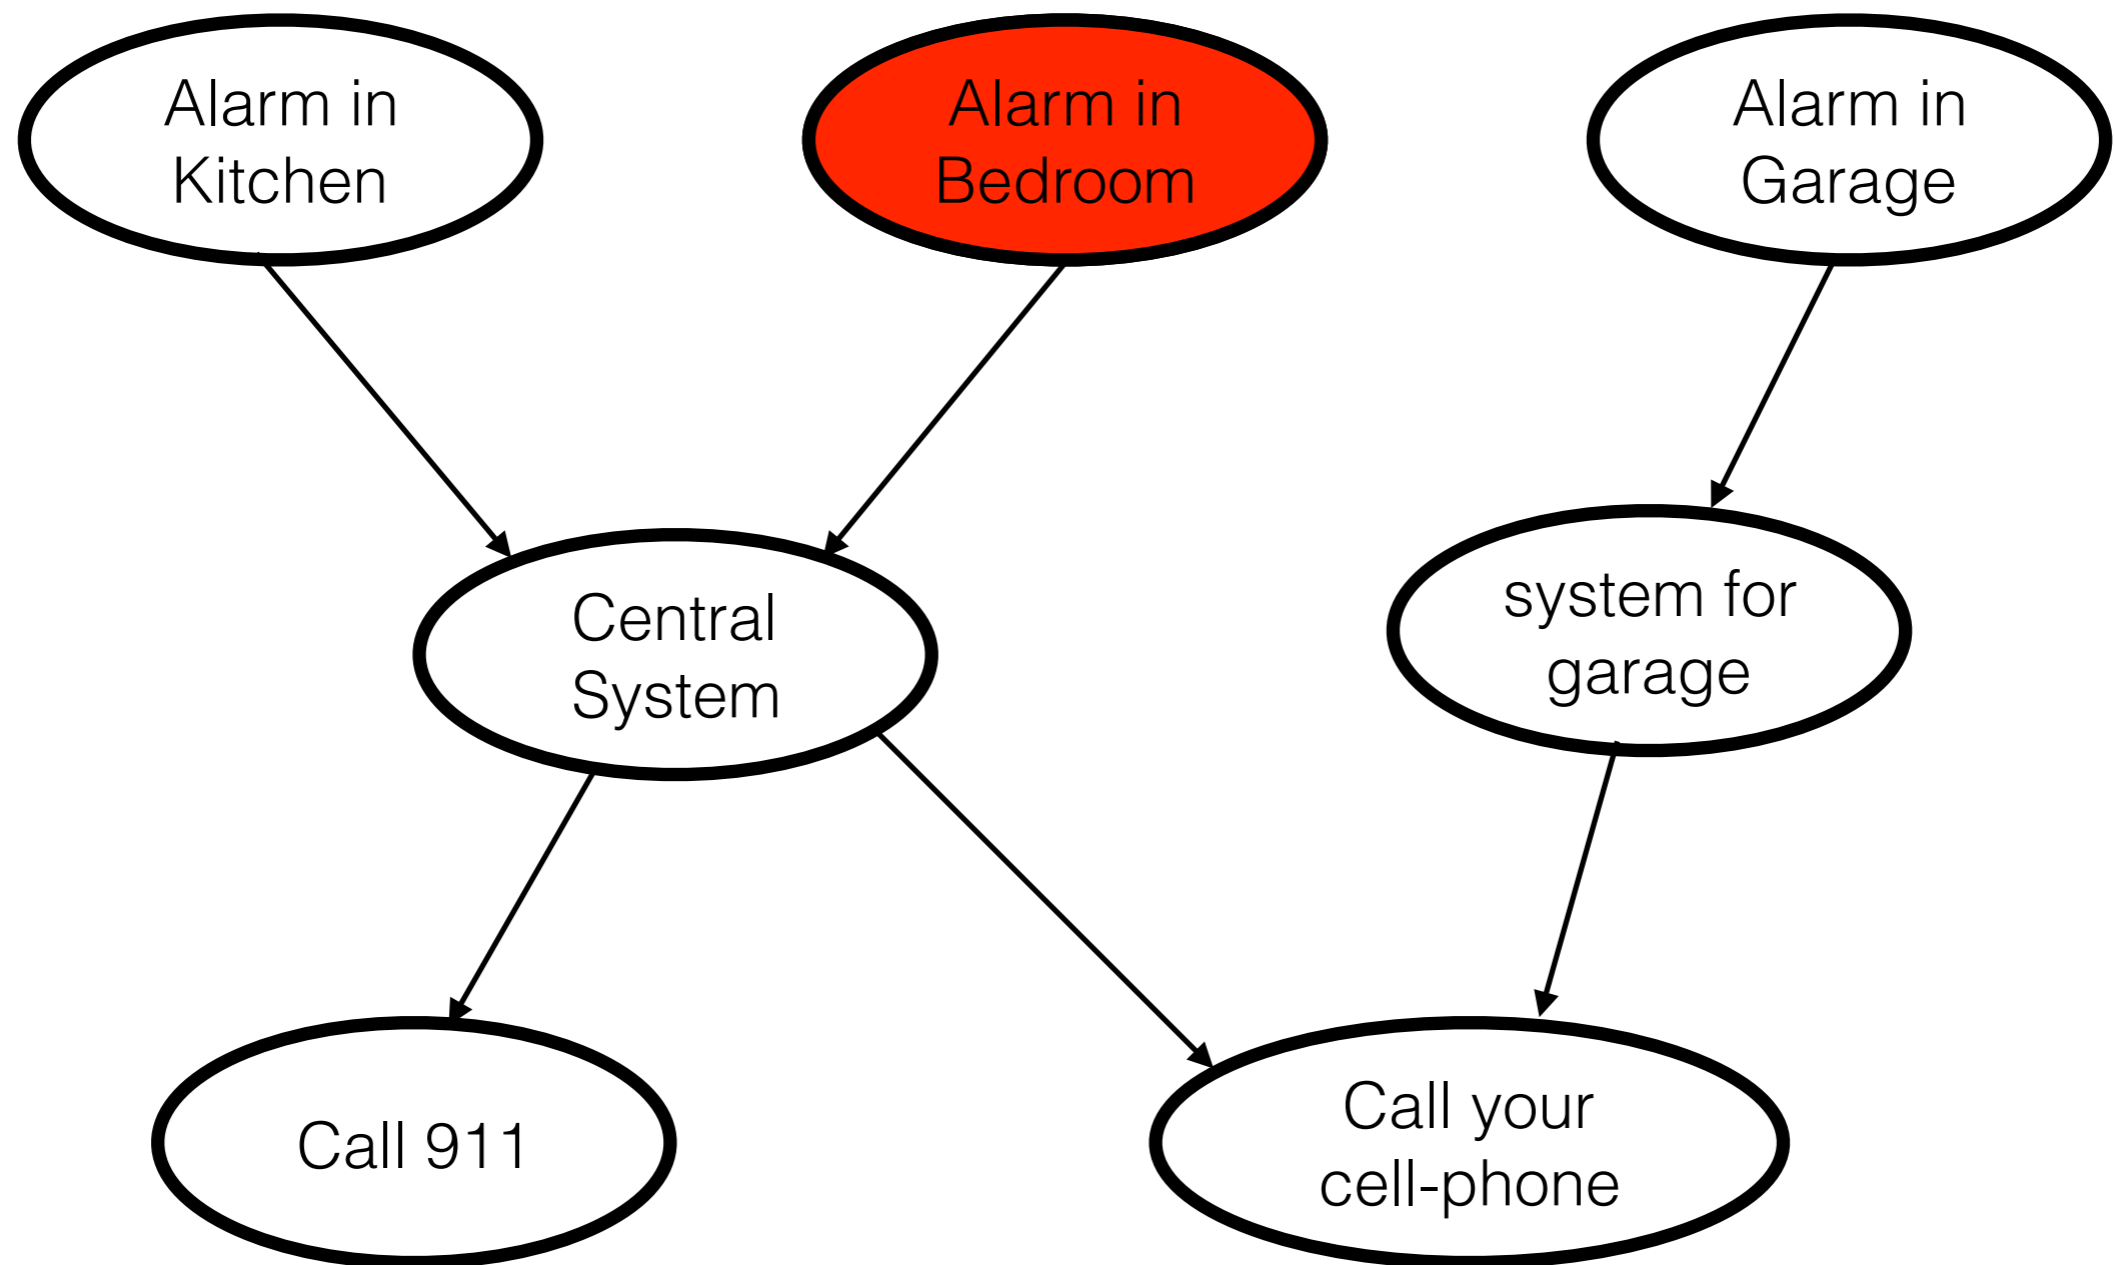 Alarm in
Kitchen
Alarm in
Bedroom
Alarm in
Garage
Central
System
system for
garage
Call 911
Call your
cell-phone